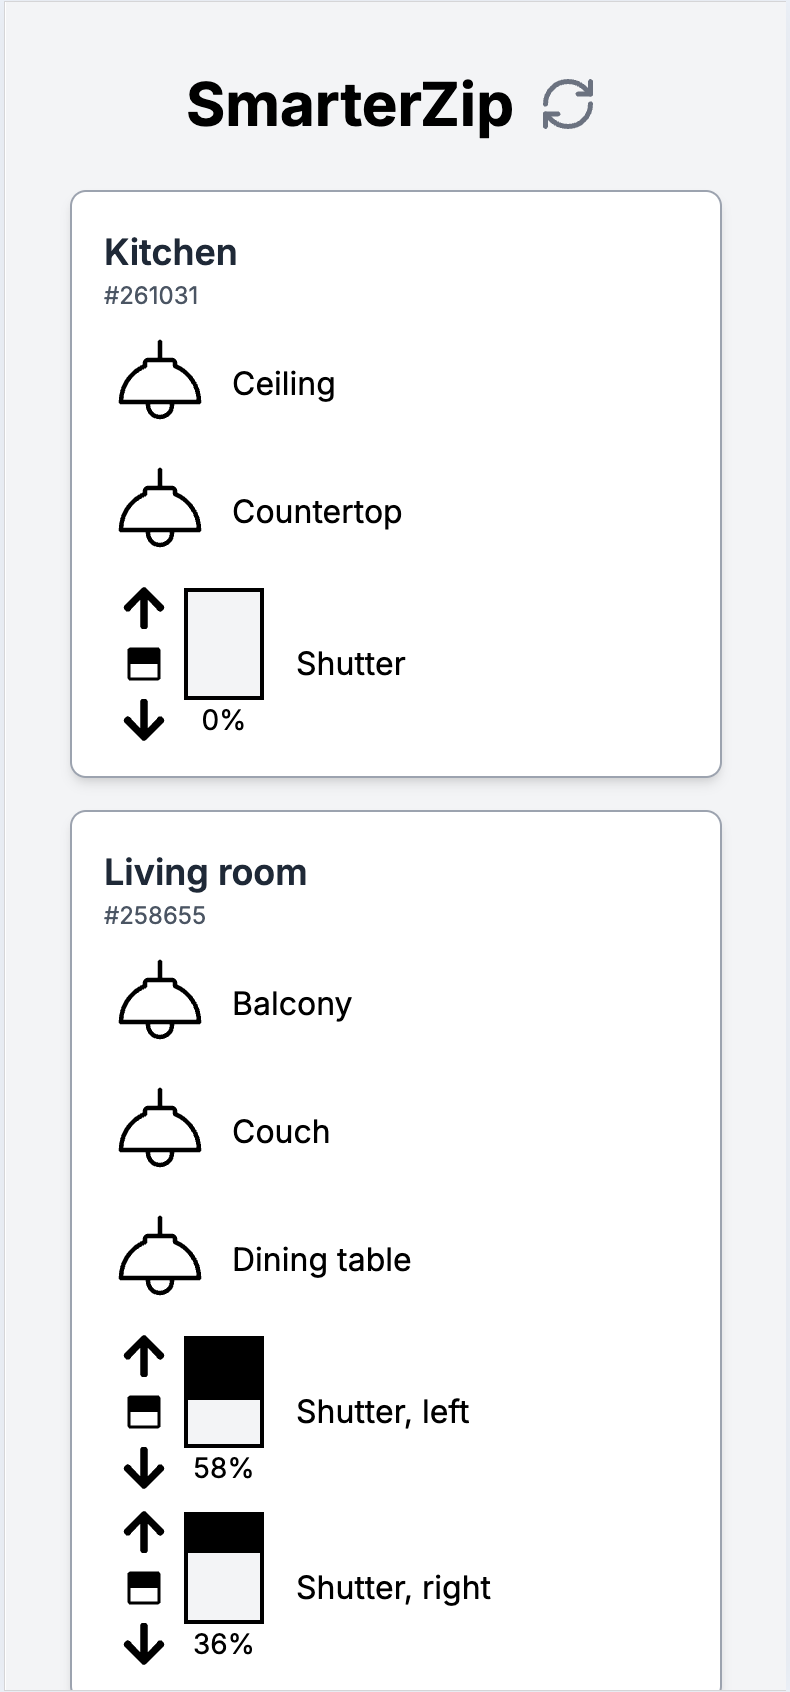 SmarterZip
Kitchen
#261031
Ceiling
Countertop
Shutter
0%
Living room
#258655
Balcony
Couch
Dining table
Shutter, left
58%
Shutter, right
36%